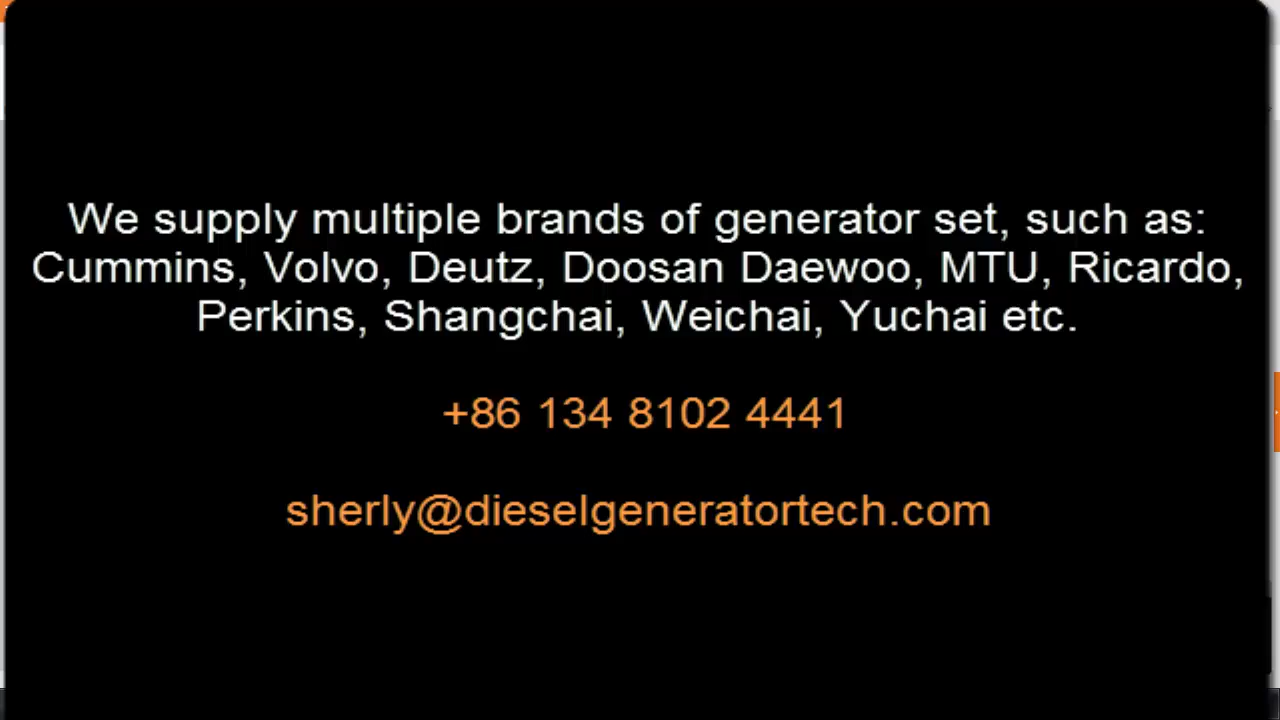 We supply multiple brands of generator set, such as:
Cummins, Volvo, Deutz, Doosan Daewoo, MTU, Ricardo,
Perkins, Shangchai, Weichai, Yuchai etc.
+86 134 8102 4441
sherly@dieselgeneratortech.com